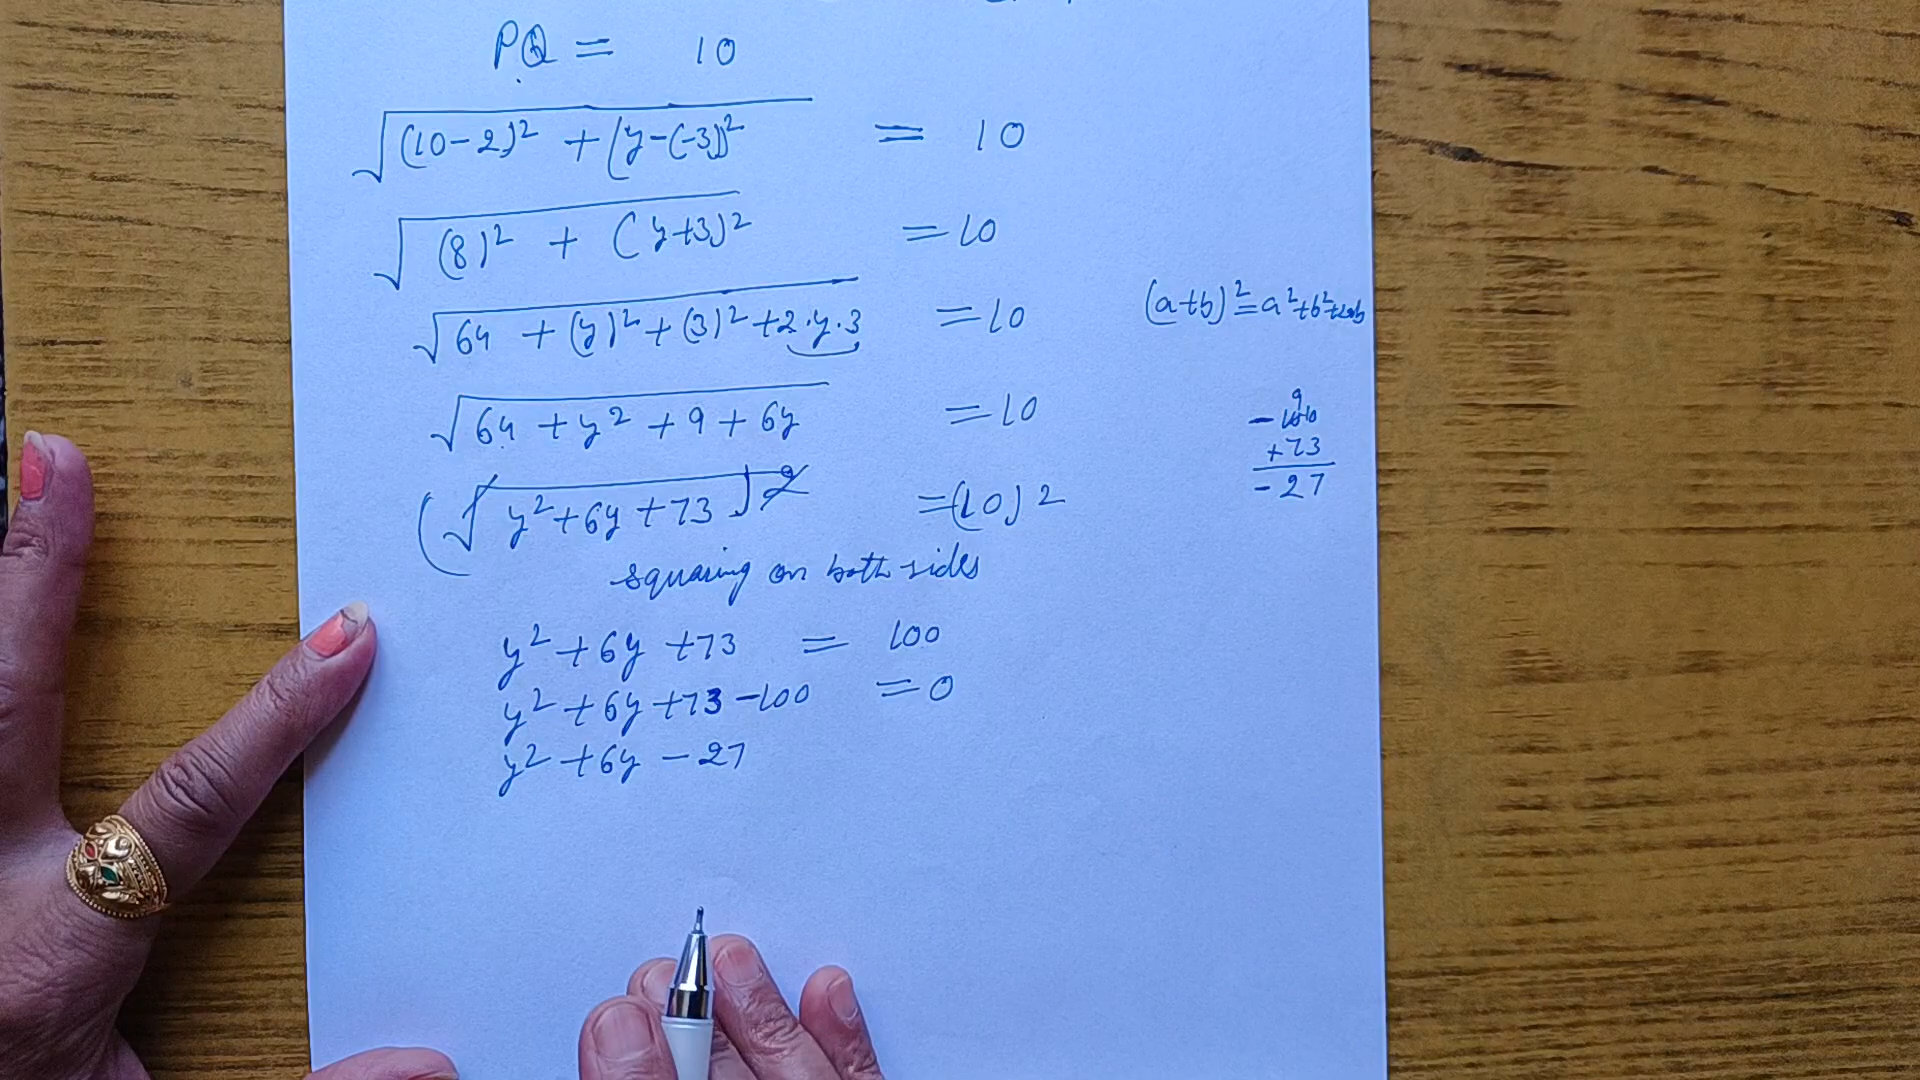 PQ = 10
√(10-2)² + (y-(-3))² = 10
√(8)² + (y+3)² = 10
√64 + (y)² + (3)² + 2.y.3 = 10
(a+b)² = a²+b²+2ab
√64 + y² + 9 + 6y = 10
(√y²+6y+73)² = (10)²
squaring on both sides
y² + 6y + 73 = 100
y² + 6y + 73 - 100 = 0
y² + 6y - 27
- 100
+ 73
- 27